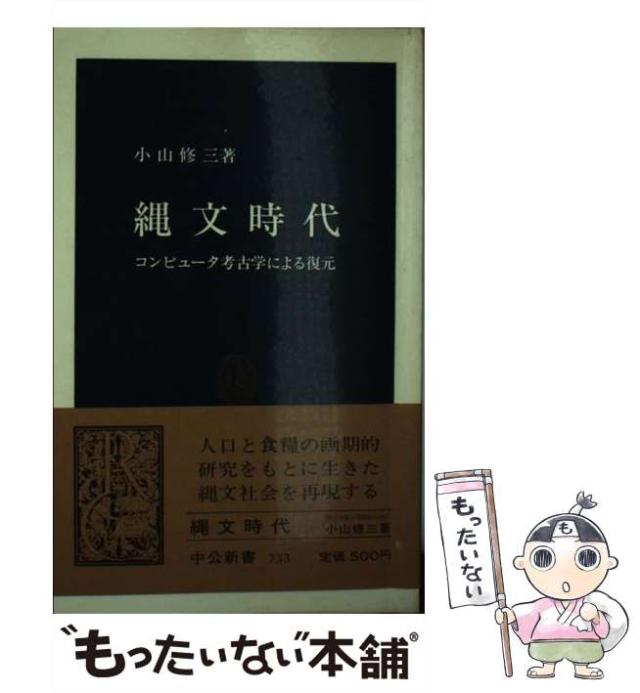 小山修三著
縄文時代
コンピュータ考古学による復元
人口と食糧の画期的
研究をもとに生きた
縄文社会を再現する
縄文時代
小山修三著
中公新書 733 定価500円
も
もったいない
“もったいない”本舗®